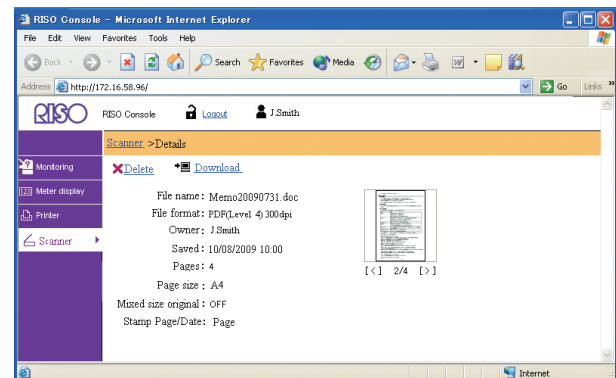 RISO Console - Microsoft Internet Explorer
File Edit View Favorites Tools Help
Back Search Favorites Media
Address http://172.16.58.96/ Go Links »
RISO RISO Console Logout J.Smith
Scanner >Details
Monitoring
Meter display
Printer
Scanner
Delete Download
File name : Memo20090731.doc
File format : PDF(Level 4) 300dpi
Owner : J.Smith
Saved : 10/08/2009 10:00
Pages : 4
Page size : A4
Mixed size original : OFF
Stamp Page/Date : Page
[<] 2/4 [>]
Internet